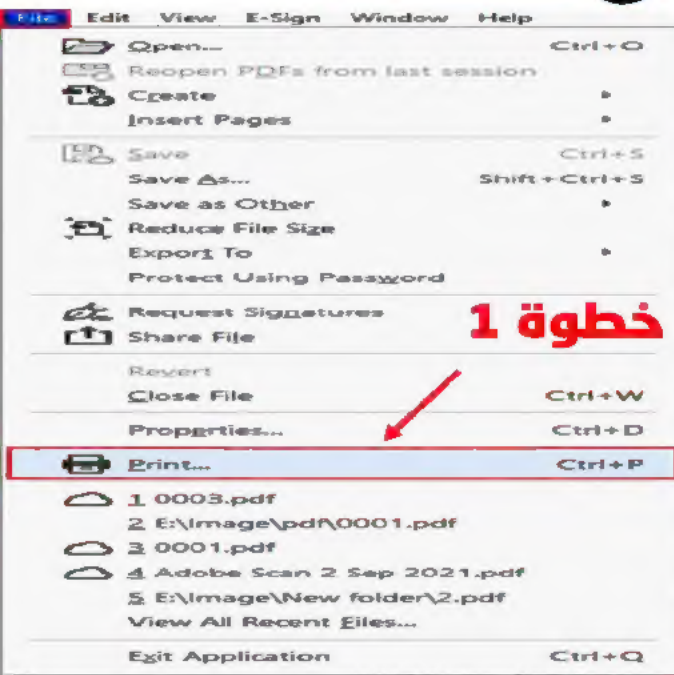 File Edit View E-Sign Window Help
Open... Ctrl+O
Reopen PDFs from last session
Create
Insert Pages
Save Ctrl+S
Save As... Shift+Ctrl+S
Save as Other
Reduce File Size
Export To
Protect Using Password
Request Signatures
خطوة 1
Share File
Revert
Close File Ctrl+W
Properties... Ctrl+D
Print... Ctrl+P
1 0003.pdf
2 E:\Image\pdf\0001.pdf
3 0001.pdf
4 Adobe Scan 2 Sep 2021.pdf
5 E:\Image\New folder\2.pdf
View All Recent Files...
Exit Application Ctrl+Q